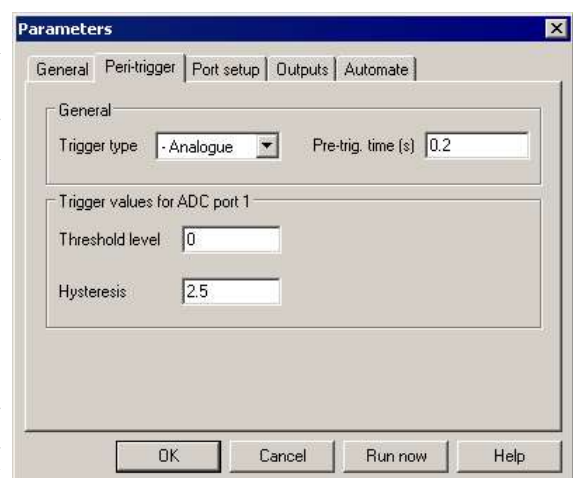 Parameters
General Peri-trigger Port setup Outputs Automate
General
Trigger type -Analogue Pre-trig. time (s) 0.2
Trigger values for ADC port 1
Threshold level 0
Hysteresis 2.5
OK Cancel Run now Help